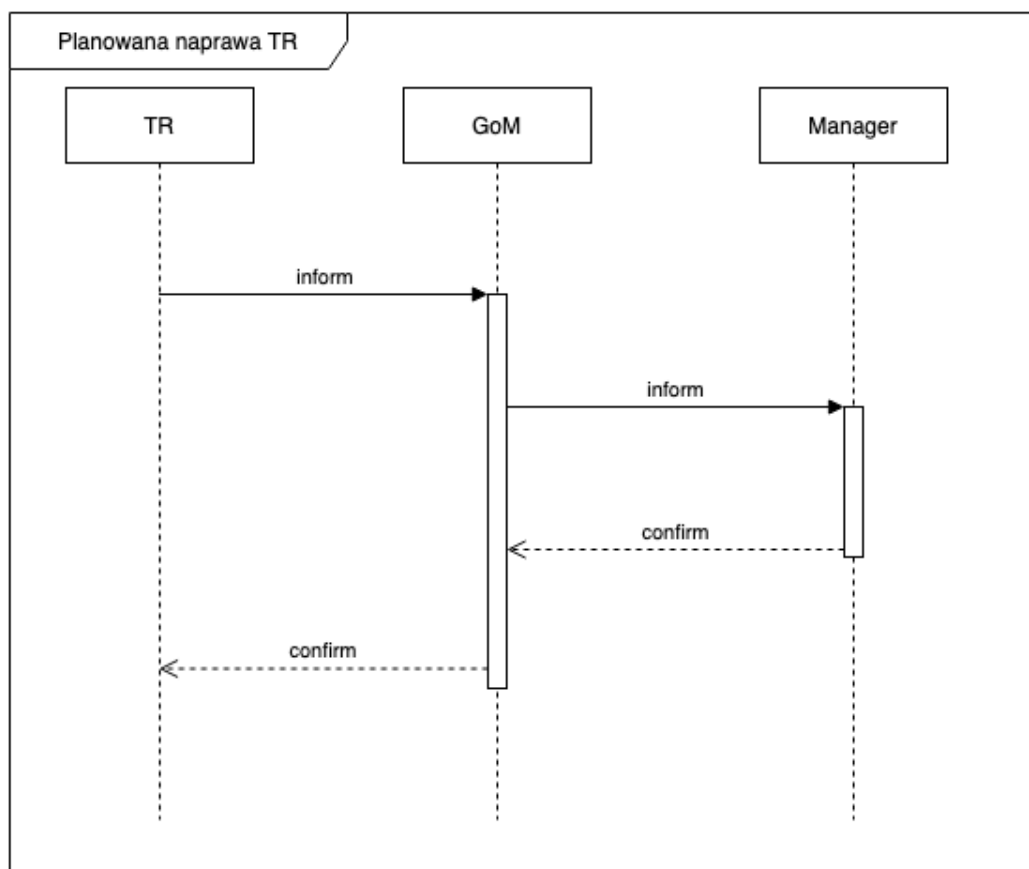 Planowana naprawa TR
TR
GoM
Manager
inform
inform
confirm
confirm